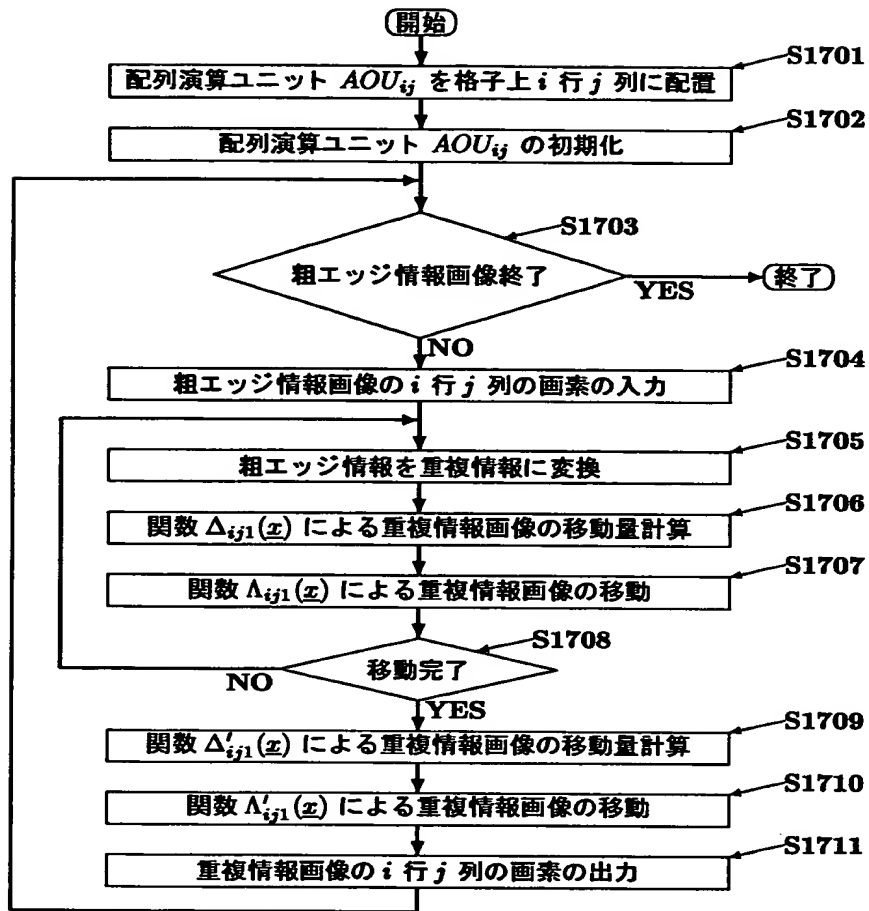 開始
S1701
配列演算ユニット AOU_{ij} を格子上 i 行 j 列に配置
S1702
配列演算ユニット AOU_{ij} の初期化
S1703
粗エッジ情報画像終了
YES
終了
NO
S1704
粗エッジ情報画像の i 行 j 列の画素の入力
S1705
粗エッジ情報を重複情報に変換
S1706
関数 Δ_{ij1}(x) による重複情報画像の移動量計算
S1707
関数 Λ_{ij1}(x) による重複情報画像の移動
S1708
移動完了
NO
YES
S1709
関数 Δ'_{ij1}(x) による重複情報画像の移動量計算
S1710
関数 Λ'_{ij1}(x) による重複情報画像の移動
S1711
重複情報画像の i 行 j 列の画素の出力